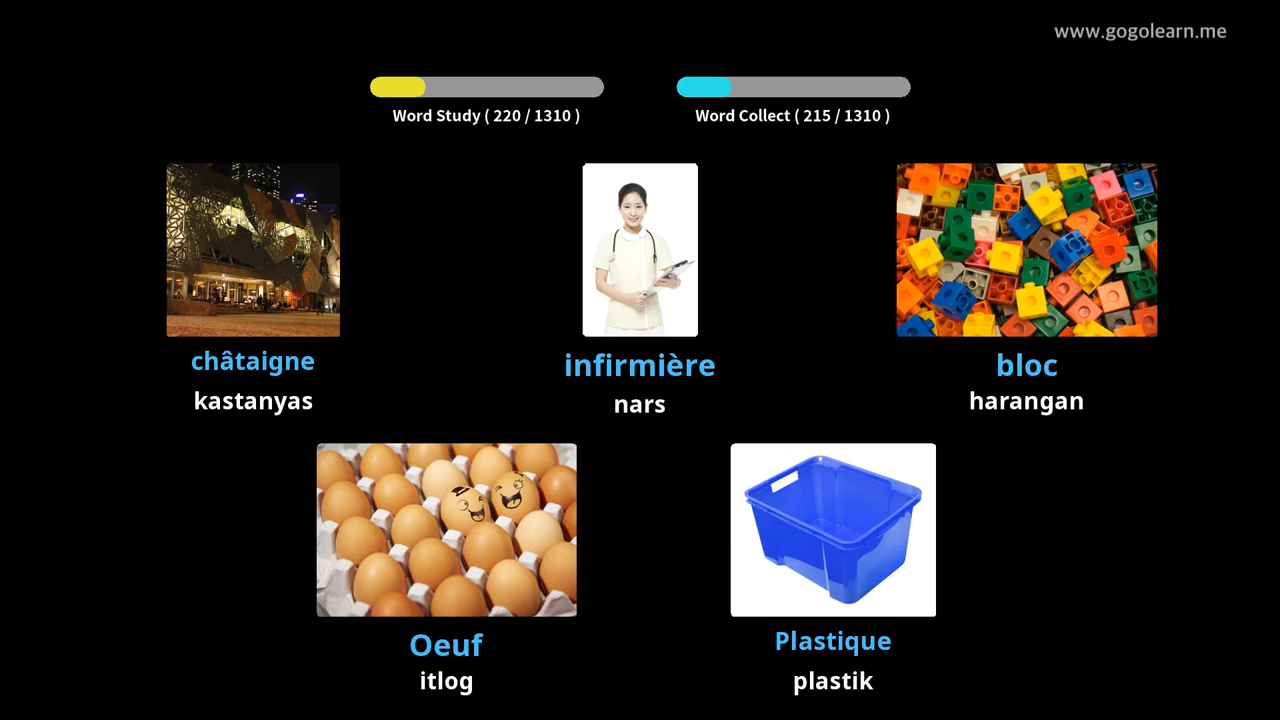 www.gogolearn.me
Word Study ( 220 / 1310 )
Word Collect ( 215 / 1310 )
châtaigne
kastanyas
infirmière
nars
bloc
harangan
Oeuf
itlog
Plastique
plastik